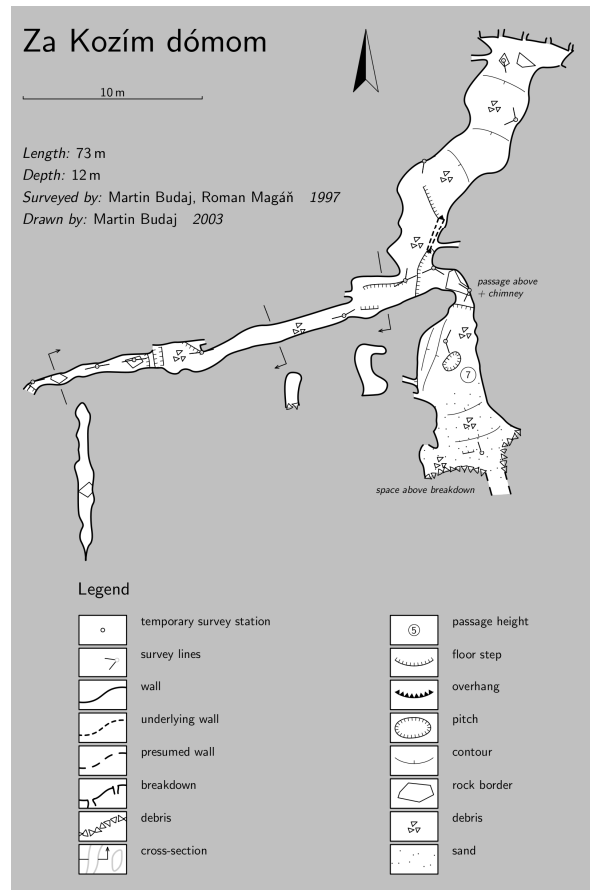 Za Kozím dómom
10 m
Length: 73 m
Depth: 12 m
Surveyed by: Martin Budaj, Roman Magáň 1997
Drawn by: Martin Budaj 2003
passage above
+ chimney
7
space above breakdown
Legend
temporary survey station
survey lines
wall
underlying wall
presumed wall
breakdown
debris
cross-section
5
passage height
floor step
overhang
pitch
contour
rock border
debris
sand